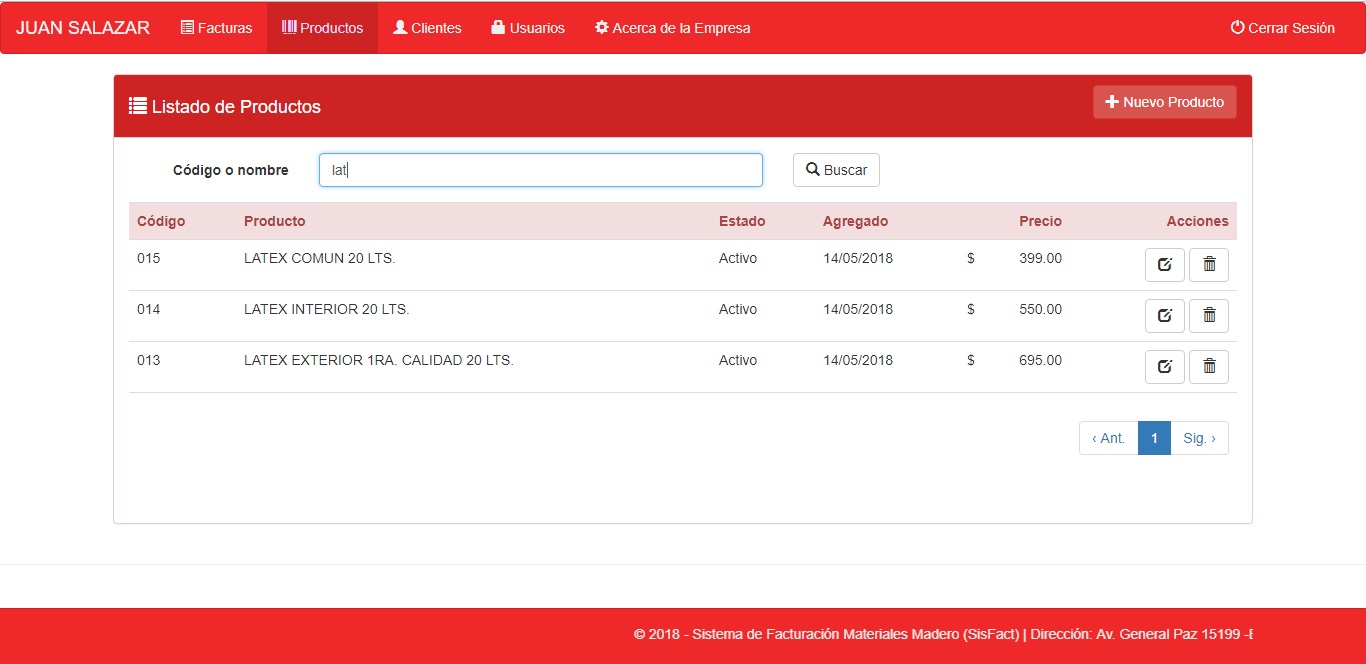 JUAN SALAZAR Facturas Productos Clientes Usuarios Acerca de la Empresa Cerrar Sesión
Listado de Productos + Nuevo Producto
Código o nombre lat Buscar
Código Producto Estado Agregado Precio Acciones
015 LATEX COMUN 20 LTS. Activo 14/05/2018 $ 399.00
014 LATEX INTERIOR 20 LTS. Activo 14/05/2018 $ 550.00
013 LATEX EXTERIOR 1RA. CALIDAD 20 LTS. Activo 14/05/2018 $ 695.00
‹ Ant. 1 Sig. ›
© 2018 - Sistema de Facturación Materiales Madero (SisFact) | Dirección: Av. General Paz 15199 -